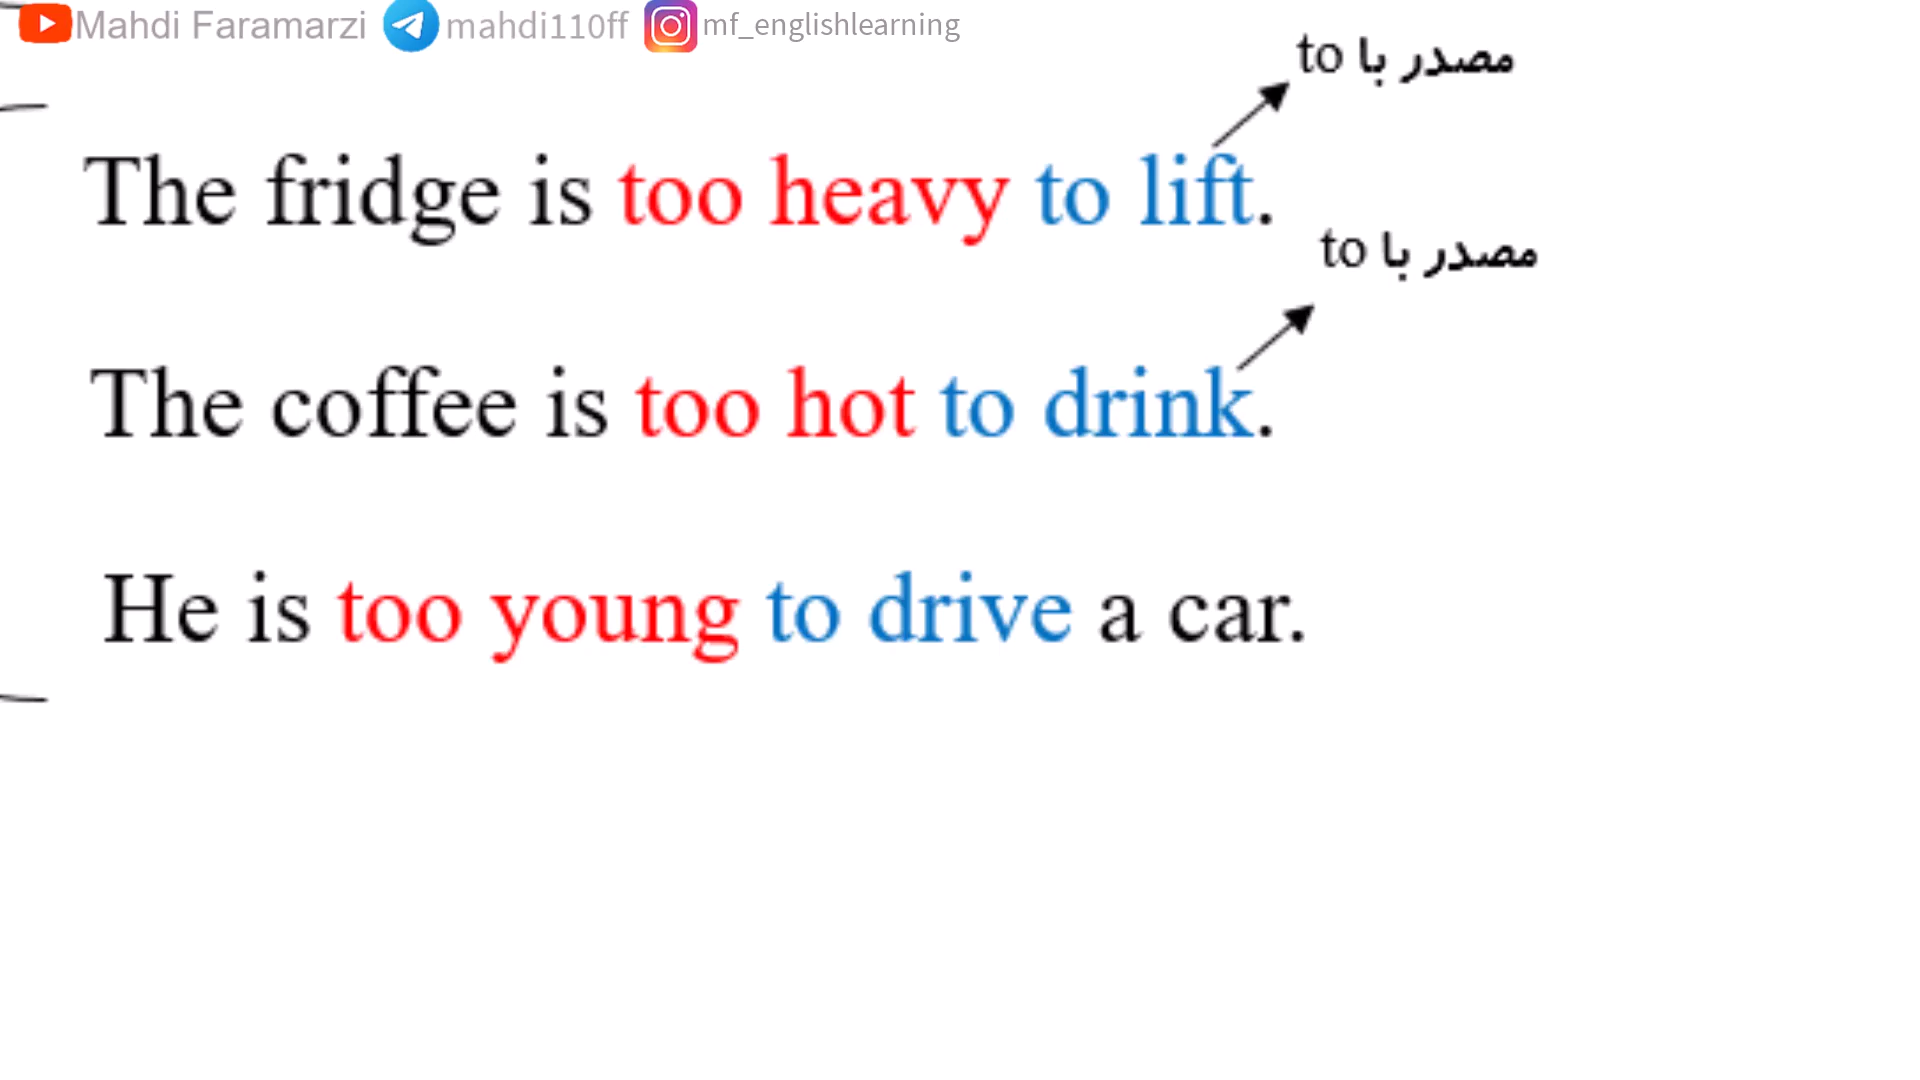 Mahdi Faramarzi mahdi110ff mf_englishlearning
مصدر با to
The fridge is too heavy to lift.
مصدر با to
The coffee is too hot to drink.
He is too young to drive a car.